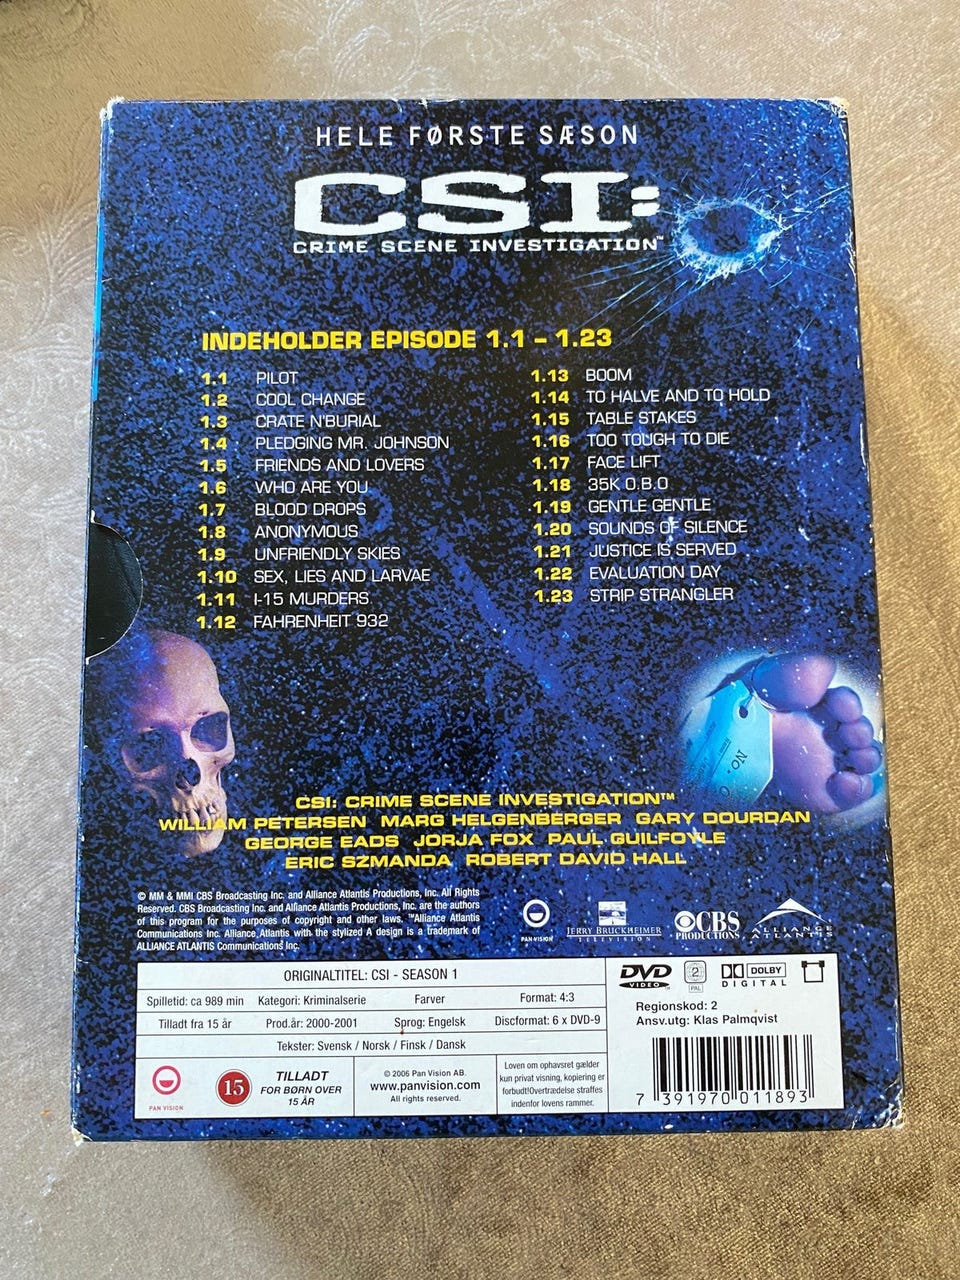 HELE FØRSTE SÆSON
CSI:
CRIME SCENE INVESTIGATION™
INDEHOLDER EPISODE 1.1 - 1.23
1.1 PILOT
1.2 COOL CHANGE
1.3 CRATE N'BURIAL
1.4 PLEDGING MR. JOHNSON
1.5 FRIENDS AND LOVERS
1.6 WHO ARE YOU
1.7 BLOOD DROPS
1.8 ANONYMOUS
1.9 UNFRIENDLY SKIES
1.10 SEX, LIES AND LARVAE
1.11 I-15 MURDERS
1.12 FAHRENHEIT 932
1.13 BOOM
1.14 TO HALVE AND TO HOLD
1.15 TABLE STAKES
1.16 TOO TOUGH TO DIE
1.17 FACE LIFT
1.18 35K O.B.O
1.19 GENTLE GENTLE
1.20 SOUNDS OF SILENCE
1.21 JUSTICE IS SERVED
1.22 EVALUATION DAY
1.23 STRIP STRANGLER
NO.
CSI: CRIME SCENE INVESTIGATION™
WILLIAM PETERSEN MARG HELGENBERGER GARY DOURDAN
GEORGE EADS JORJA FOX PAUL GUILFOYLE
ERIC SZMANDA ROBERT DAVID HALL
© MM & MMI CBS Broadcasting Inc. and Alliance Atlantis Productions, Inc. All Rights
Reserved. CBS Broadcasting Inc. and Alliance Atlantis Productions, Inc. are the authors
of this program for the purposes of copyright and other laws. ™Alliance Atlantis
Communications Inc. Alliance Atlantis with the stylized A design is a trademark of
ALLIANCE ATLANTIS Communications Inc.
PAN VISION
JERRY BRUCKHEIMER
TELEVISION
CBS
PRODUCTIONS
ALLIANCE
ATLANTIS
ORIGINALTITEL: CSI - SEASON 1
Spilletid: ca 989 min Kategori: Kriminalserie Farver Format: 4:3
Tilladt fra 15 år Prod.år: 2000-2001 Sprog: Engelsk Discformat: 6 x DVD-9
Tekster: Svensk / Norsk / Finsk / Dansk
PAN VISION
15
TILLADT
FOR BØRN OVER
15 ÅR
© 2006 Pan Vision AB.
www.panvision.com
All rights reserved.
Loven om ophavsret gælder
kun privat visning, kopiering er
forbudt!Overtrædelse straffes
indenfor lovens rammer.
DVD
VIDEO
2
PAL
DOLBY
DIGITAL
Regionskod: 2
Ansv.utg: Klas Palmqvist
7 391970 011893